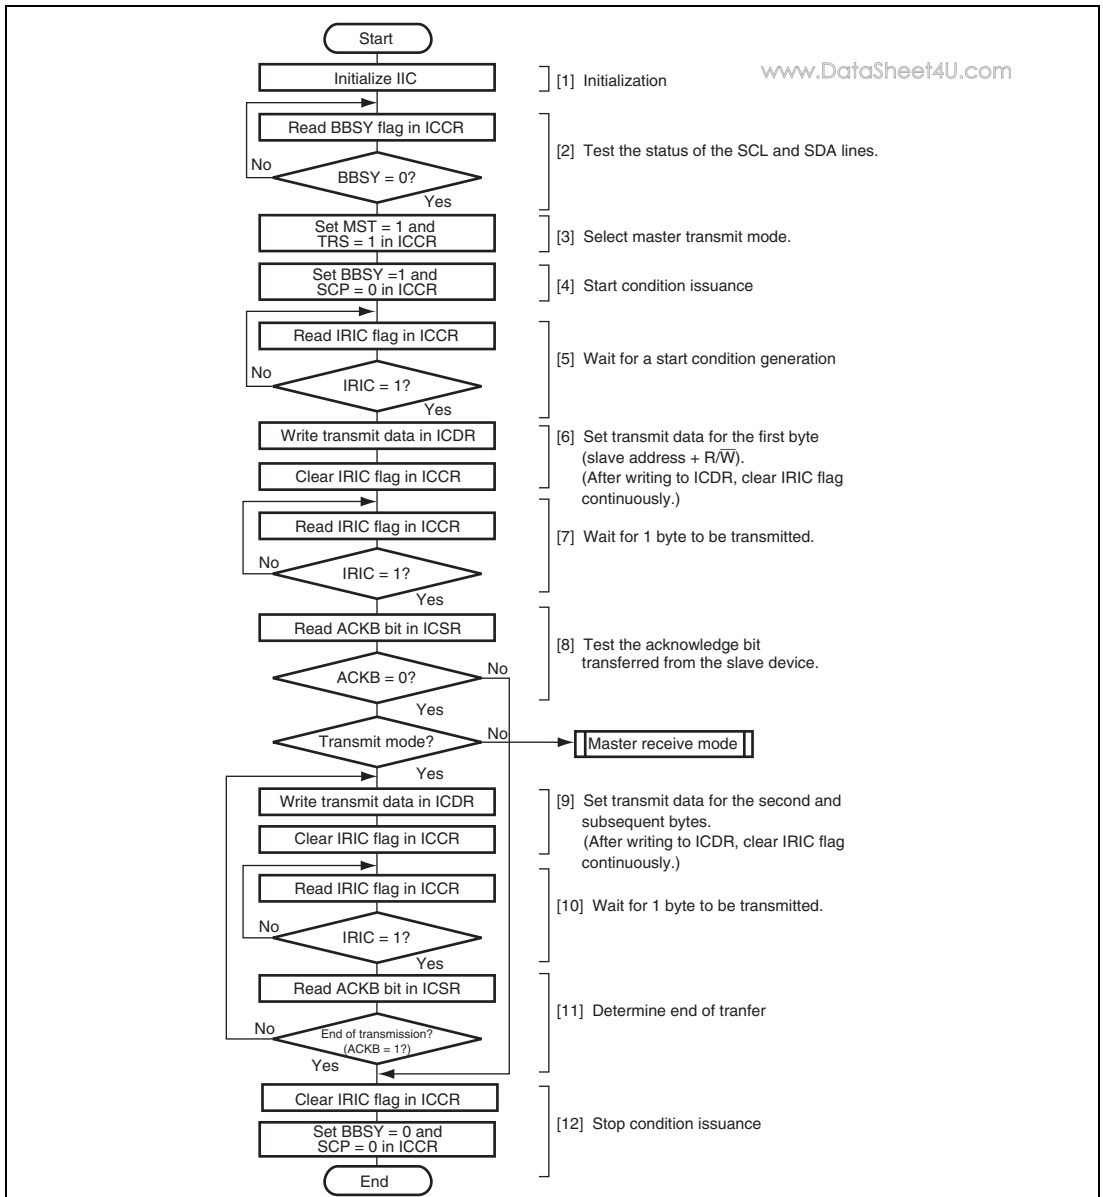 Start
www.DataSheet4U.com
Initialize IIC
[1] Initialization
Read BBSY flag in ICCR
[2] Test the status of the SCL and SDA lines.
No
BBSY = 0?
Yes
Set MST = 1 and
TRS = 1 in ICCR
[3] Select master transmit mode.
Set BBSY =1 and
SCP = 0 in ICCR
[4] Start condition issuance
Read IRIC flag in ICCR
[5] Wait for a start condition generation
No
IRIC = 1?
Yes
Write transmit data in ICDR
[6] Set transmit data for the first byte
(slave address + R/W̅).
(After writing to ICDR, clear IRIC flag
continuously.)
Clear IRIC flag in ICCR
Read IRIC flag in ICCR
[7] Wait for 1 byte to be transmitted.
No
IRIC = 1?
Yes
Read ACKB bit in ICSR
[8] Test the acknowledge bit
transferred from the slave device.
No
ACKB = 0?
Yes
No
Transmit mode?
Master receive mode
Yes
Write transmit data in ICDR
[9] Set transmit data for the second and
subsequent bytes.
(After writing to ICDR, clear IRIC flag
continuously.)
Clear IRIC flag in ICCR
Read IRIC flag in ICCR
[10] Wait for 1 byte to be transmitted.
No
IRIC = 1?
Yes
Read ACKB bit in ICSR
[11] Determine end of tranfer
No
End of transmission?
(ACKB = 1?)
Yes
Clear IRIC flag in ICCR
[12] Stop condition issuance
Set BBSY = 0 and
SCP = 0 in ICCR
End